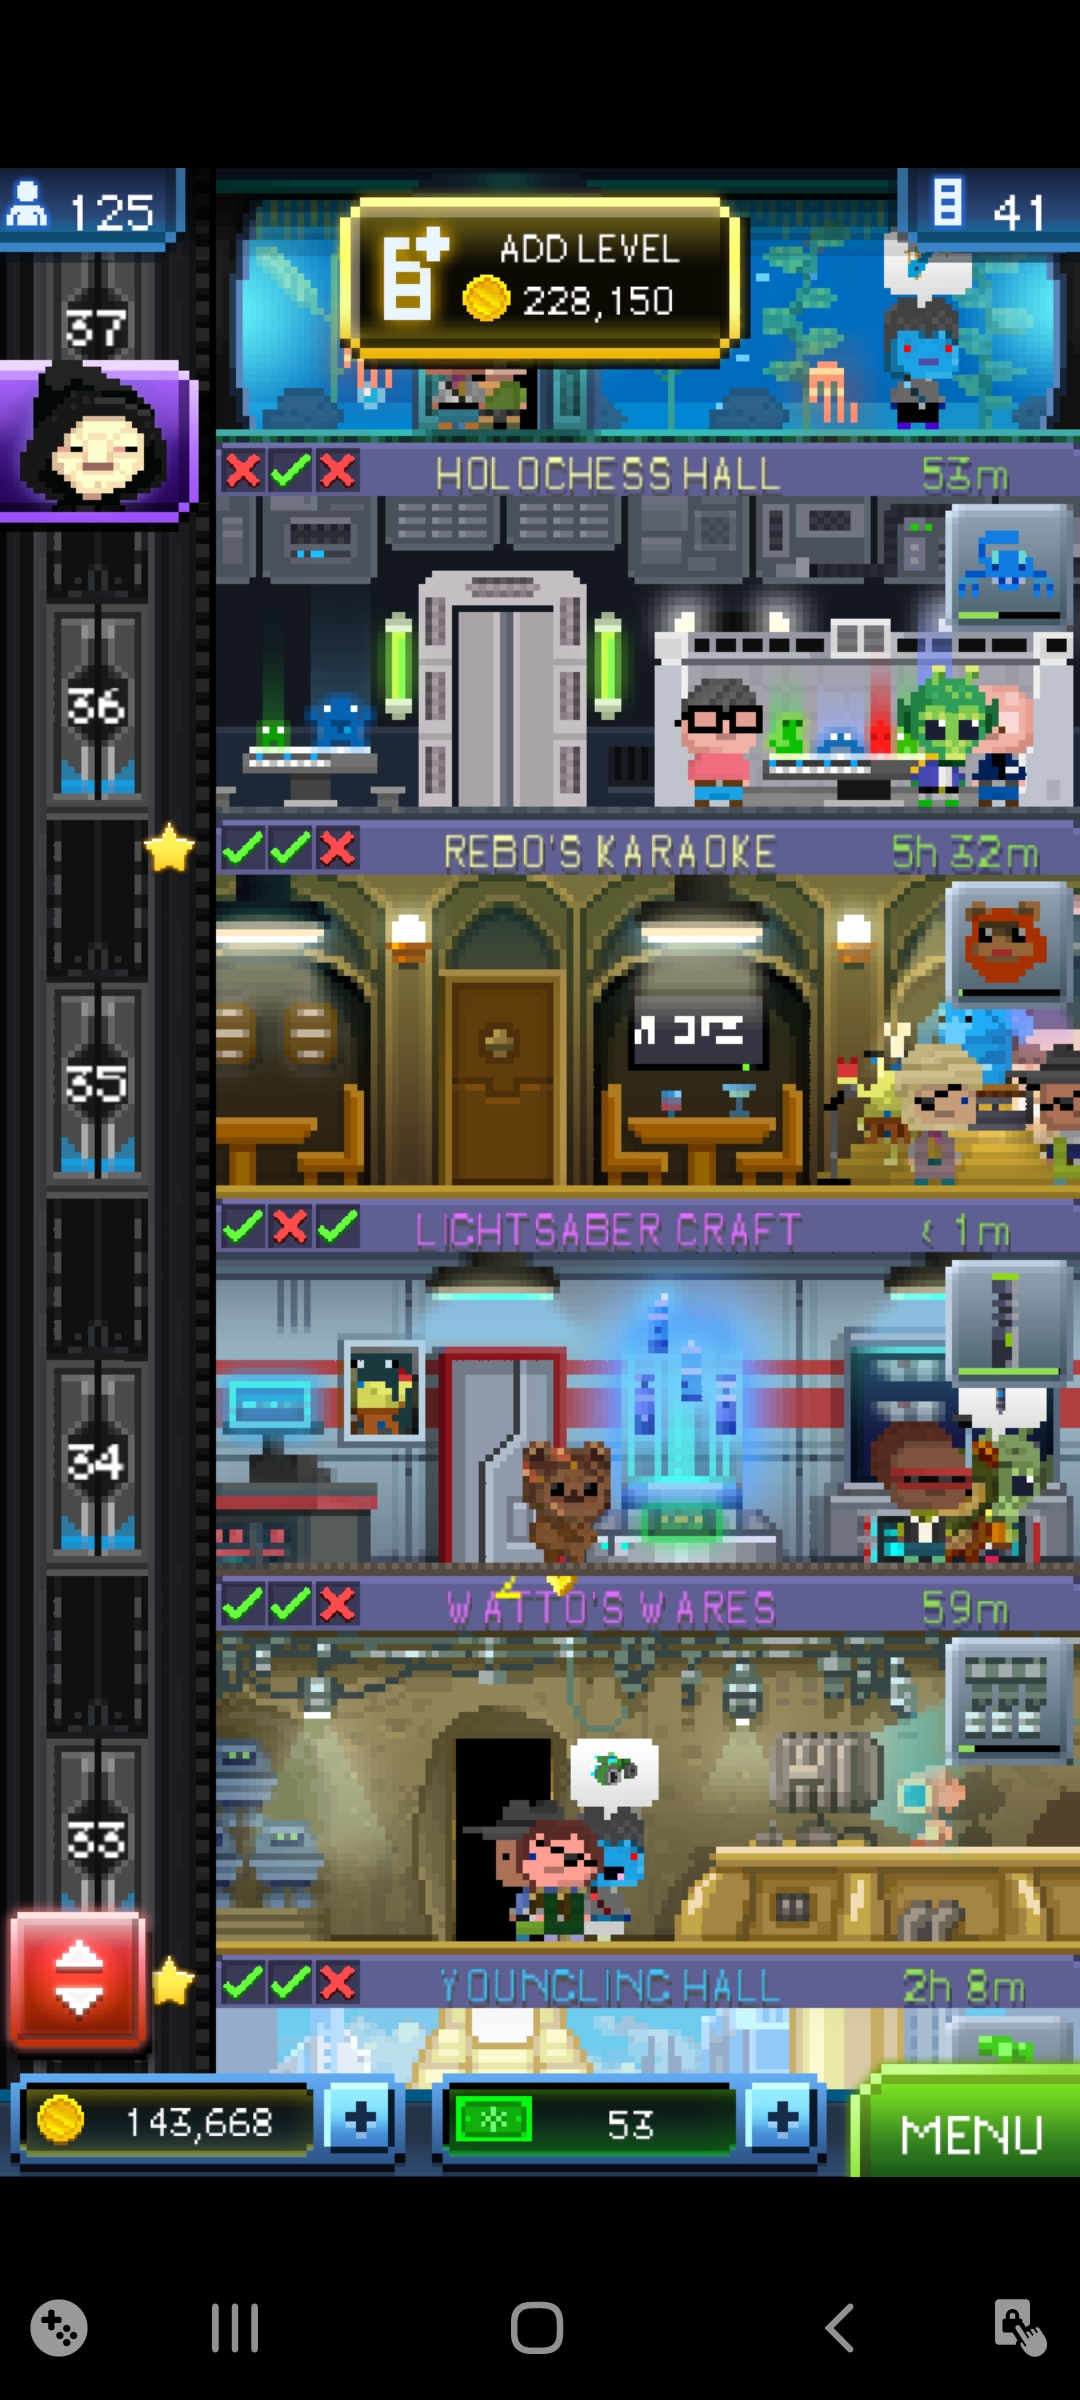 125
41
ADD LEVEL
228,150
37
HOLOCHESS HALL 53m
36
REBO'S KARAOKE 5h 32m
35
LIGHTSABER CRAFT < 1m
34
WATTO'S WARES 59m
33
YOUNGLING HALL 2h 8m
143,668
53
MENU